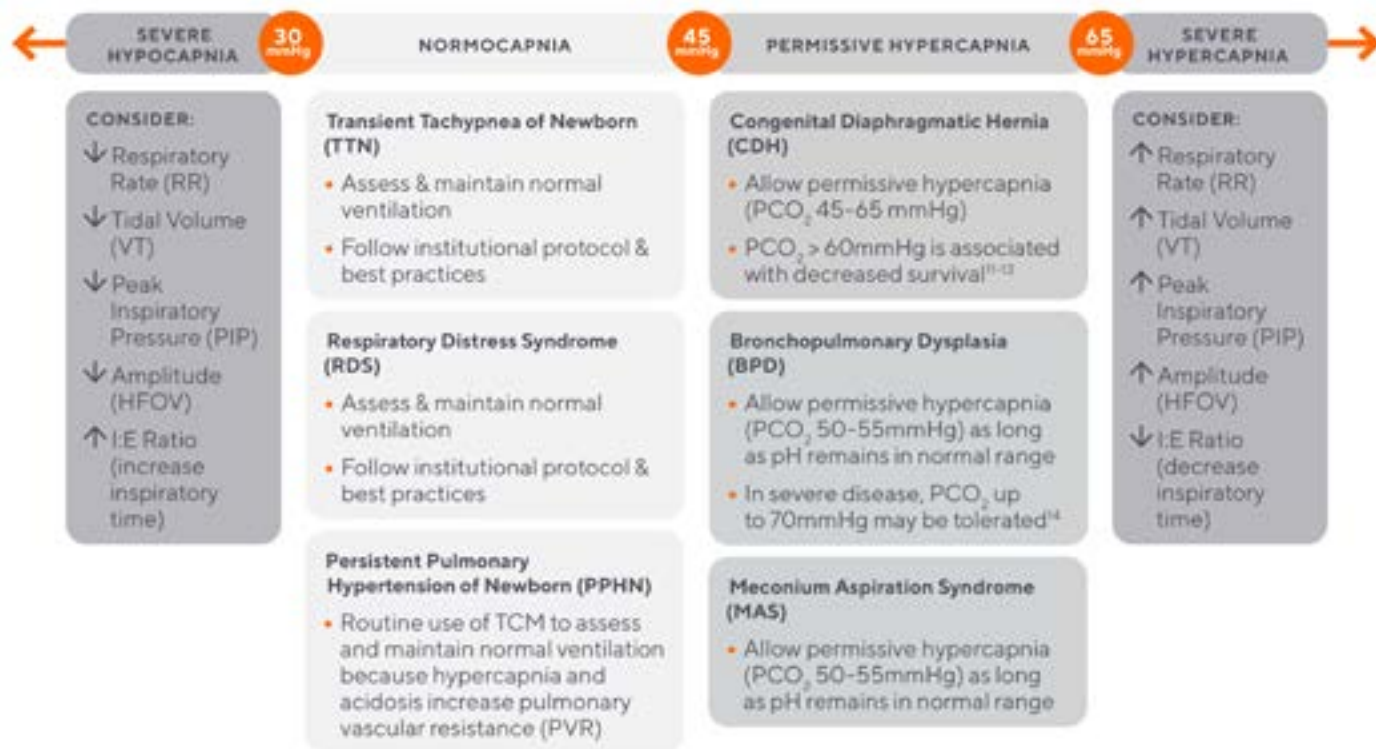 SEVERE
HYPOCAPNIA
30
mmHg
NORMOCAPNIA
45
mmHg
PERMISSIVE HYPERCAPNIA
65
mmHg
SEVERE
HYPERCAPNIA
CONSIDER:
↓ Respiratory
Rate (RR)
↓ Tidal Volume
(VT)
↓ Peak
Inspiratory
Pressure (PIP)
↓ Amplitude
(HFOV)
↑ I:E Ratio
(increase
inspiratory
time)
Transient Tachypnea of Newborn
(TTN)
• Assess & maintain normal
ventilation
• Follow institutional protocol &
best practices
Respiratory Distress Syndrome
(RDS)
• Assess & maintain normal
ventilation
• Follow institutional protocol &
best practices
Persistent Pulmonary
Hypertension of Newborn (PPHN)
• Routine use of TCM to assess
and maintain normal ventilation
because hypercapnia and
acidosis increase pulmonary
vascular resistance (PVR)
Congenital Diaphragmatic Hernia
(CDH)
• Allow permissive hypercapnia
(PCO₂ 45-65 mmHg)
• PCO₂ > 60mmHg is associated
with decreased survival
Bronchopulmonary Dysplasia
(BPD)
• Allow permissive hypercapnia
(PCO₂ 50-55mmHg) as long
as pH remains in normal range
• In severe disease, PCO₂ up
to 70mmHg may be tolerated¹⁴
Meconium Aspiration Syndrome
(MAS)
• Allow permissive hypercapnia
(PCO₂ 50-55mmHg) as long
as pH remains in normal range
CONSIDER:
↑ Respiratory
Rate (RR)
↑ Tidal Volume
(VT)
↑ Peak
Inspiratory
Pressure (PIP)
↑ Amplitude
(HFOV)
↓ I:E Ratio
(decrease
inspiratory
time)